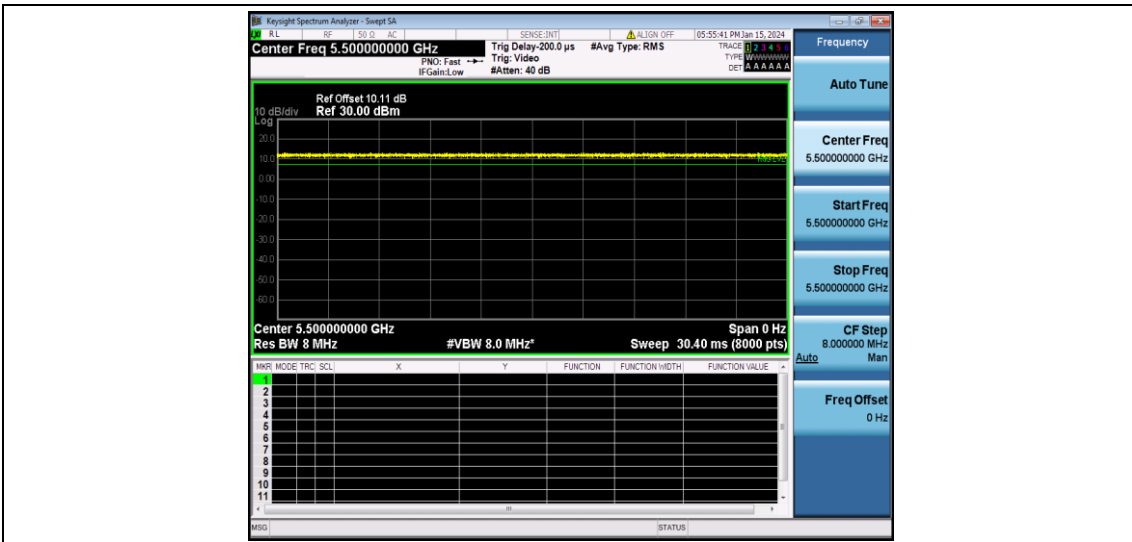 Keysight Spectrum Analyzer - Swept SA
RL RF 50 Ω AC SENSE:INT ALIGN OFF 05:55:41 PM Jan 15, 2024
Center Freq 5.500000000 GHz Trig Delay-200.0 µs #Avg Type: RMS TRACE 1 2 3 4 5 6
PNO: Fast Trig: Video TYPE WWWWWW
IFGain:Low #Atten: 40 dB DET A A A A A A
Ref Offset 10.11 dB
10 dB/div Ref 30.00 dBm
Log
20.0
10.0
0.00
-10.0
-20.0
-30.0
-40.0
-50.0
-60.0
Center 5.500000000 GHz Span 0 Hz
Res BW 8 MHz #VBW 8.0 MHz* Sweep 30.40 ms (8000 pts)
MKR MODE TRC SCL X Y FUNCTION FUNCTION WIDTH FUNCTION VALUE
1
2
3
4
5
6
7
8
9
10
11
MSG STATUS
Frequency
Auto Tune
Center Freq
5.500000000 GHz
Start Freq
5.500000000 GHz
Stop Freq
5.500000000 GHz
CF Step
8.000000 MHz
Auto Man
Freq Offset
0 Hz